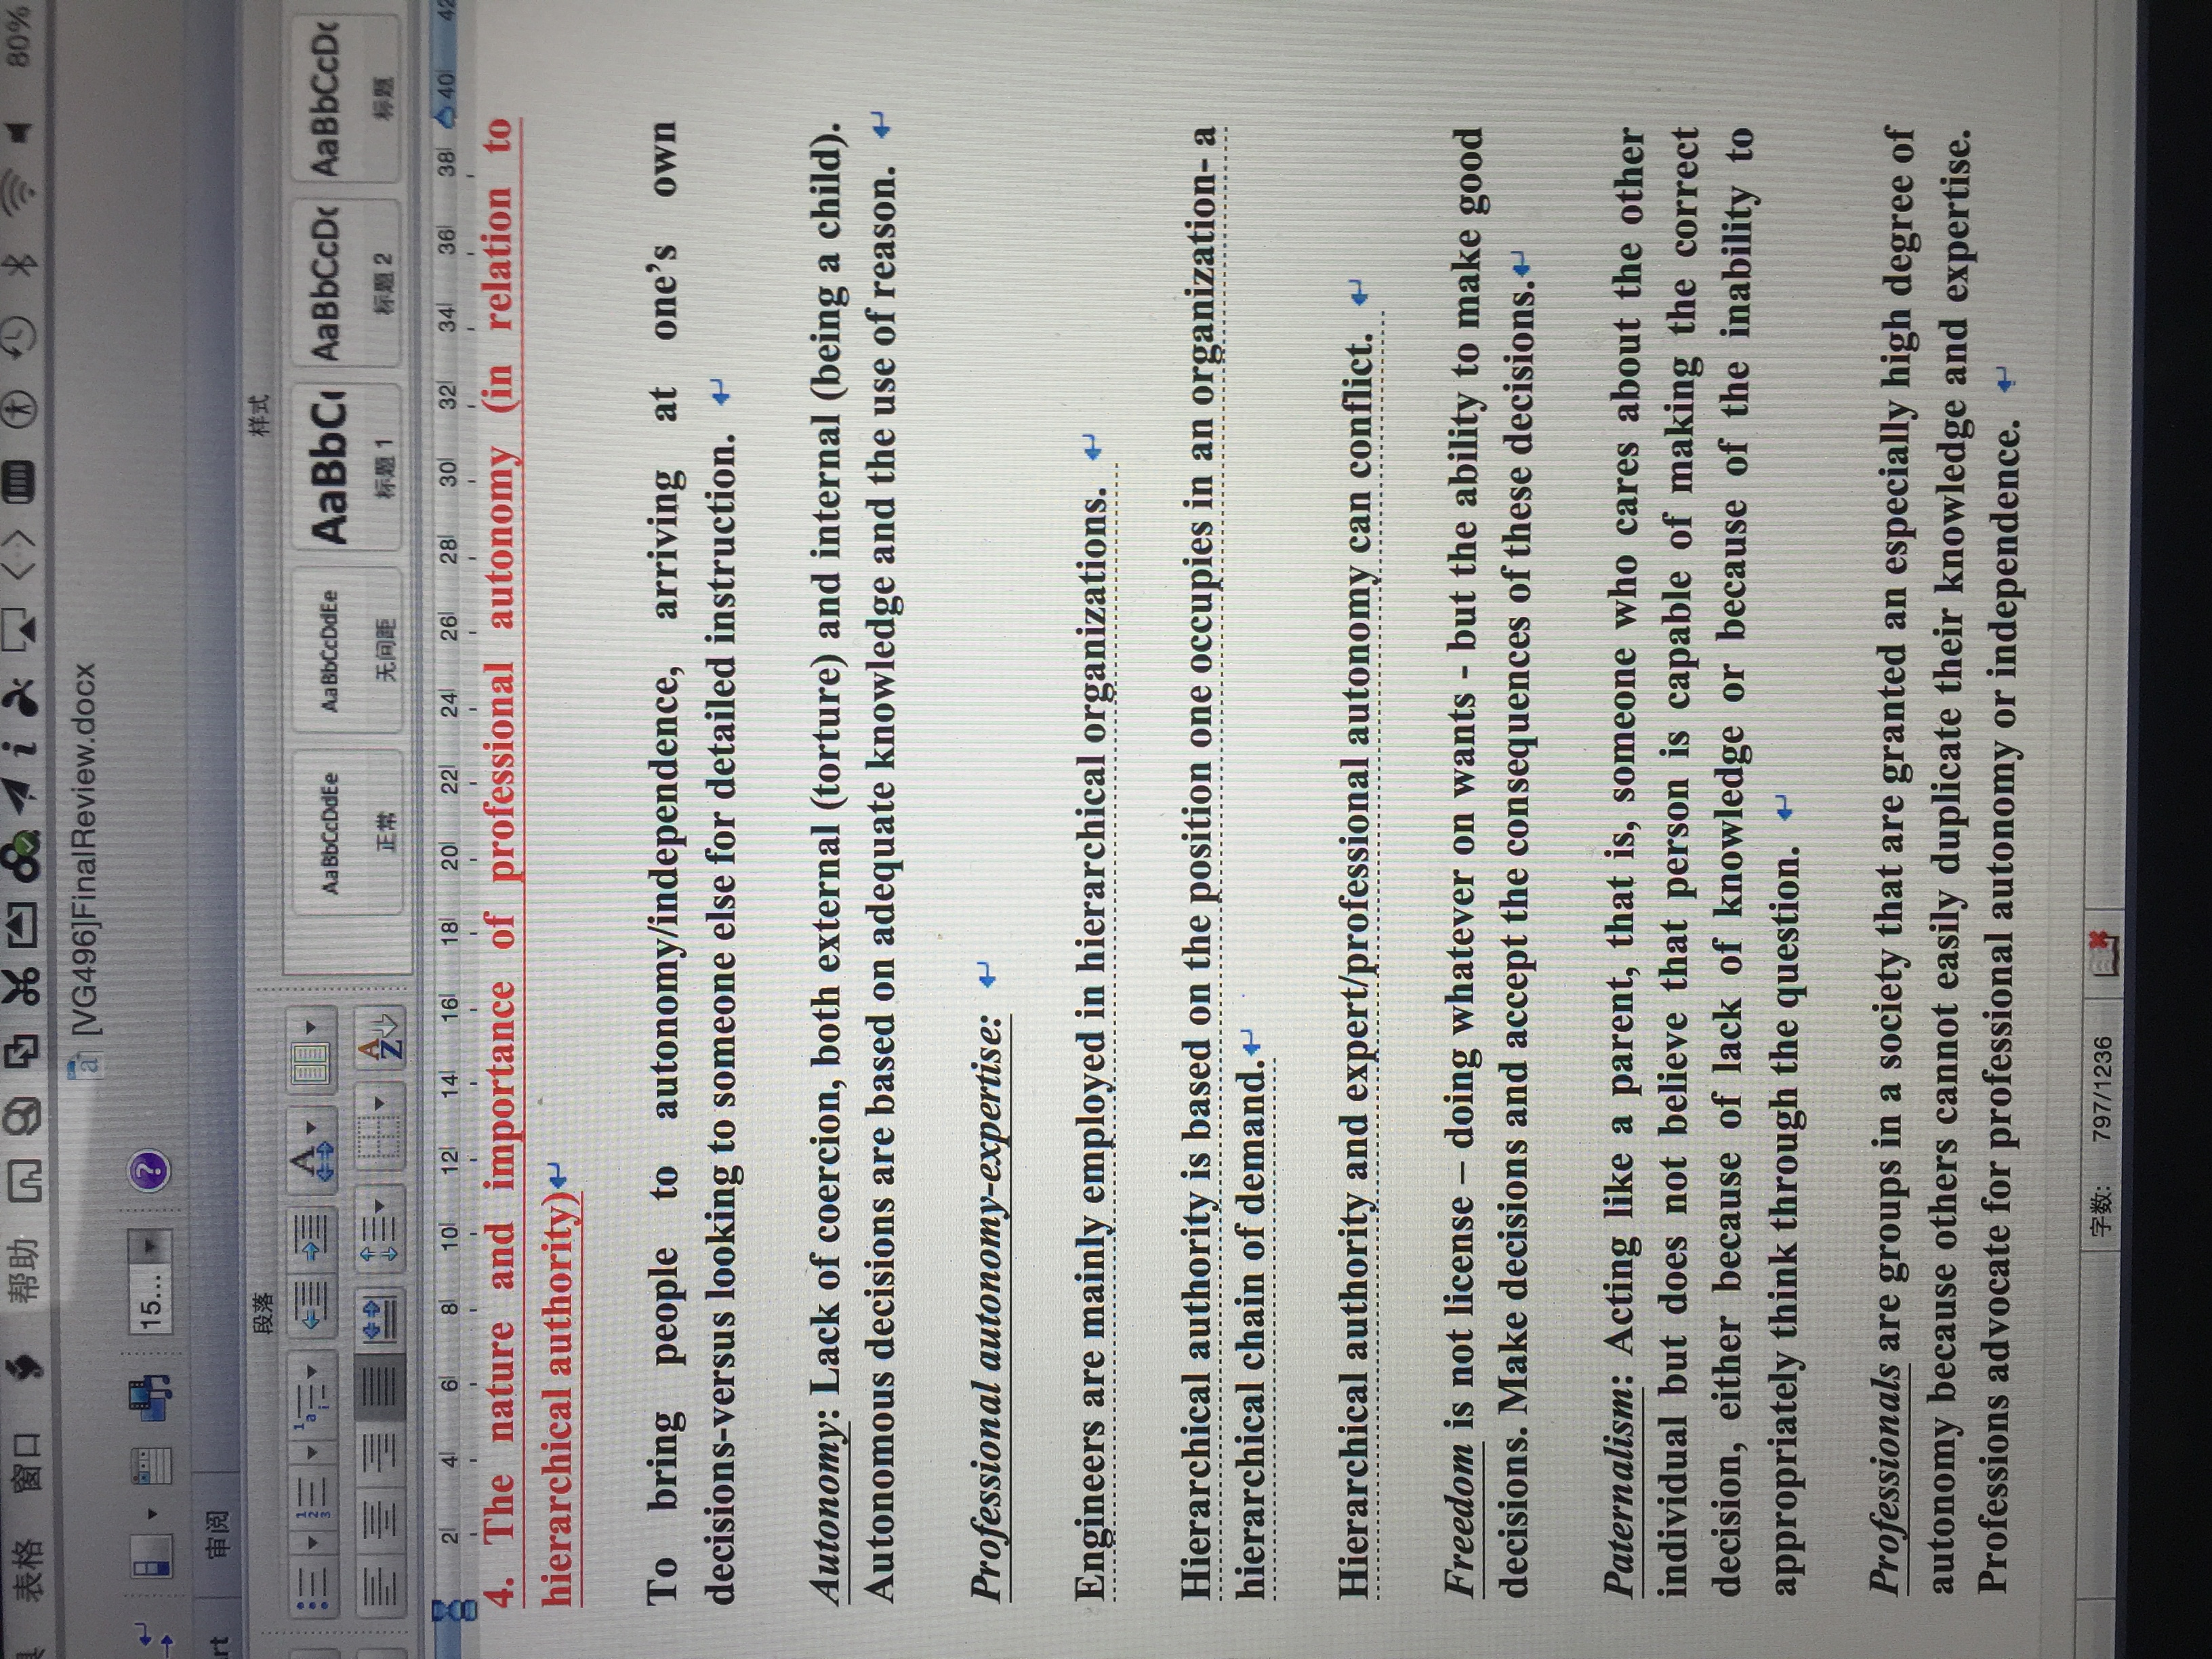 表格 窗口 帮助 80%
[VG496]FinalReview.docx
15...
rt 审阅
段落 样式
AaBbCcDdEe AaBbCcDdEe AaBbC AaBbCcD AaBbCcD
正常 无间距 标题 1 标题 2 标题
2 4 6 8 10 12 14 16 18 20 22 24 26 28 30 32 34 36 38 40 42
4. The nature and importance of professional autonomy (in relation to
hierarchical authority)
To bring people to autonomy/independence, arriving at one's own
decisions-versus looking to someone else for detailed instruction.
Autonomy: Lack of coercion, both external (torture) and internal (being a child).
Autonomous decisions are based on adequate knowledge and the use of reason.
Professional autonomy-expertise:
Engineers are mainly employed in hierarchical organizations.
Hierarchical authority is based on the position one occupies in an organization- a
hierarchical chain of demand.
Hierarchical authority and expert/professional autonomy can conflict.
Freedom is not license – doing whatever on wants - but the ability to make good
decisions. Make decisions and accept the consequences of these decisions.
Paternalism: Acting like a parent, that is, someone who cares about the other
individual but does not believe that person is capable of making the correct
decision, either because of lack of knowledge or because of the inability to
appropriately think through the question.
Professionals are groups in a society that are granted an especially high degree of
autonomy because others cannot easily duplicate their knowledge and expertise.
Professions advocate for professional autonomy or independence.
字数: 797/1236